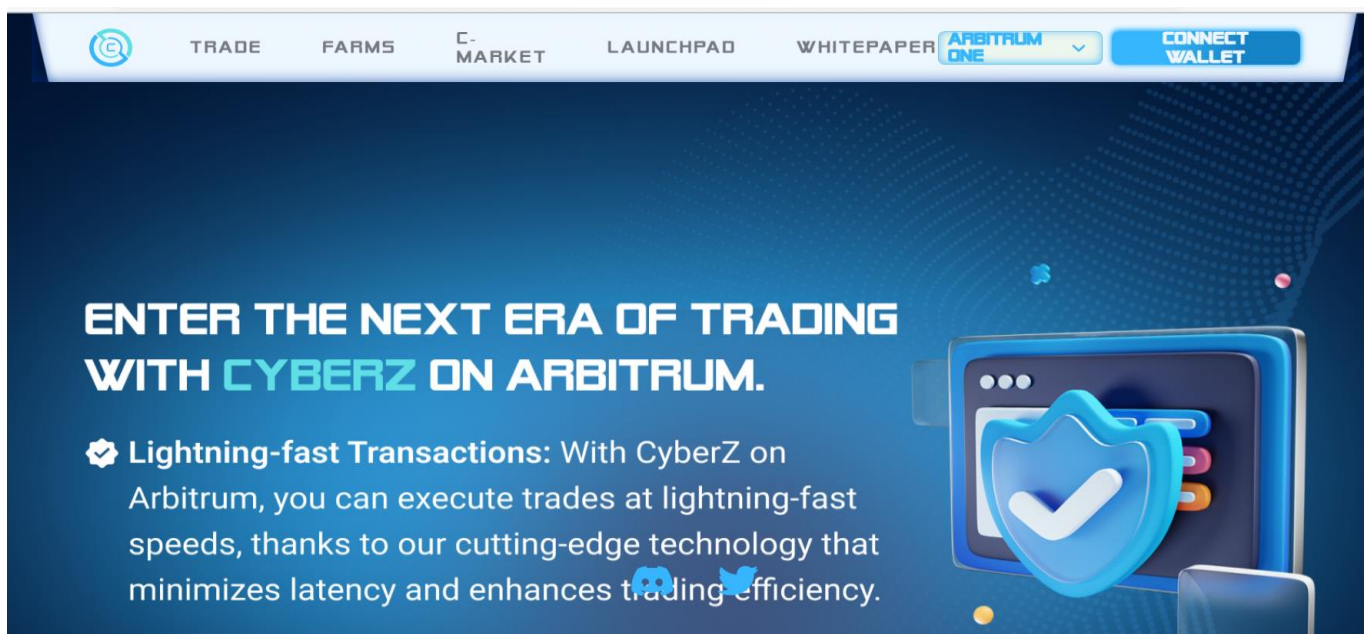 C
TRADE
FARMS
C-
MARKET
LAUNCHPAD
WHITEPAPER
ARBITRUM
ONE
CONNECT
WALLET
ENTER THE NEXT ERA OF TRADING
WITH CYBERZ ON ARBITRUM.
Lightning-fast Transactions: With CyberZ on
Arbitrum, you can execute trades at lightning-fast
speeds, thanks to our cutting-edge technology that
minimizes latency and enhances trading efficiency.